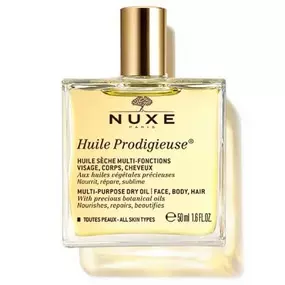 NUXE
PARIS
Huile Prodigieuse®
HUILE SÈCHE MULTI-FONCTIONS
VISAGE, CORPS, CHEVEUX
Aux huiles végétales précieuses
Nourrit, répare, sublime
MULTI-PURPOSE DRY OIL | FACE, BODY, HAIR
With precious botanical oils
Nourishes, repairs, beautifies
TOUTES PEAUX - ALL SKIN TYPES
℮ 50ml 1.6 FL.OZ.